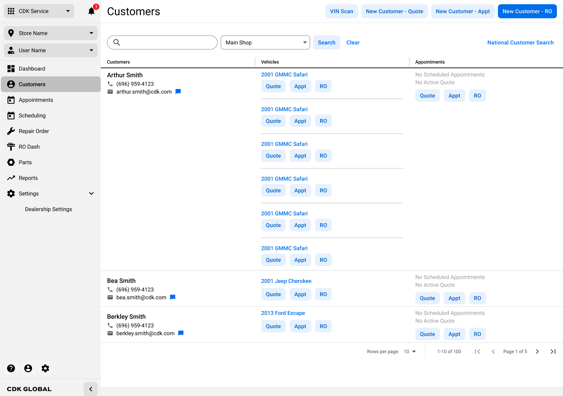 CDK Service
3
Customers
VIN Scan
New Customer - Quote
New Customer - Appt
New Customer - RO
Store Name
User Name
Dashboard
Customers
Appointments
Scheduling
Repair Order
RO Dash
Parts
Reports
Settings
Dealership Settings
CDK GLOBAL
Main Shop
Search
Clear
National Customer Search
Customers
Vehicles
Appointments
Arthur Smith
(696) 959-4123
arthur.smith@cdk.com
2001 GMMC Safari
Quote Appt RO
2001 GMMC Safari
Quote Appt RO
2001 GMMC Safari
Quote Appt RO
2001 GMMC Safari
Quote Appt RO
2001 GMMC Safari
Quote Appt RO
2001 GMMC Safari
Quote Appt RO
No Scheduled Appointments
No Active Quote
Quote Appt RO
Bea Smith
(696) 959-4123
bea.smith@cdk.com
2001 Jeep Cherokee
Quote Appt RO
No Scheduled Appointments
No Active Quote
Quote Appt RO
Berkley Smith
(696) 959-4123
berkley.smith@cdk.com
2013 Ford Escape
Quote Appt RO
No Scheduled Appointments
No Active Quote
Quote Appt RO
Rows per page: 10
1-10 of 100
Page 1 of 5